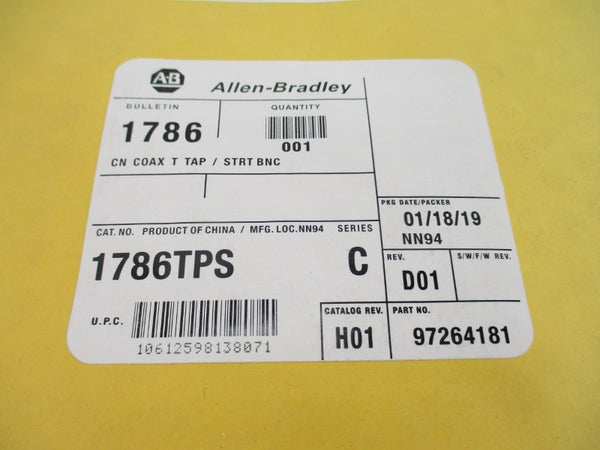 A-B Allen-Bradley
BULLETIN
QUANTITY
1786
001
CN COAX T TAP / STRT BNC
PKG DATE/PACKER
01/18/19
NN94
CAT. NO. PRODUCT OF CHINA / MFG. LOC.NN94 SERIES
1786TPS C
REV.
D01
S/W/F/W REV.
U.P.C.
10612598138071
CATALOG REV.
H01
PART NO.
97264181